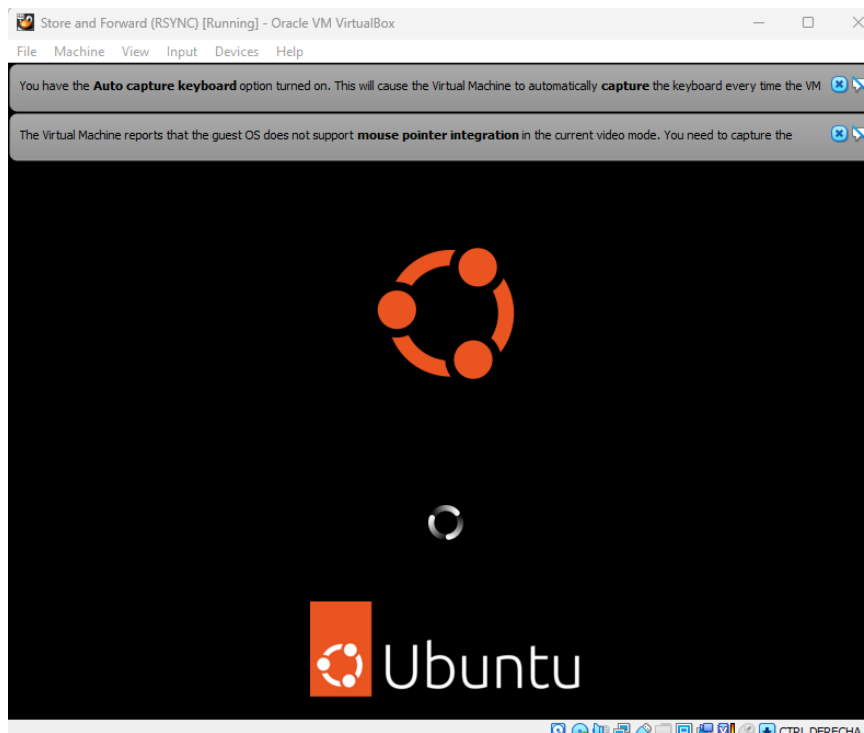 Store and Forward (RSYNC) [Running] - Oracle VM VirtualBox
File Machine View Input Devices Help
You have the Auto capture keyboard option turned on. This will cause the Virtual Machine to automatically capture the keyboard every time the VM
The Virtual Machine reports that the guest OS does not support mouse pointer integration in the current video mode. You need to capture the
Ubuntu
CTRL DERECHA